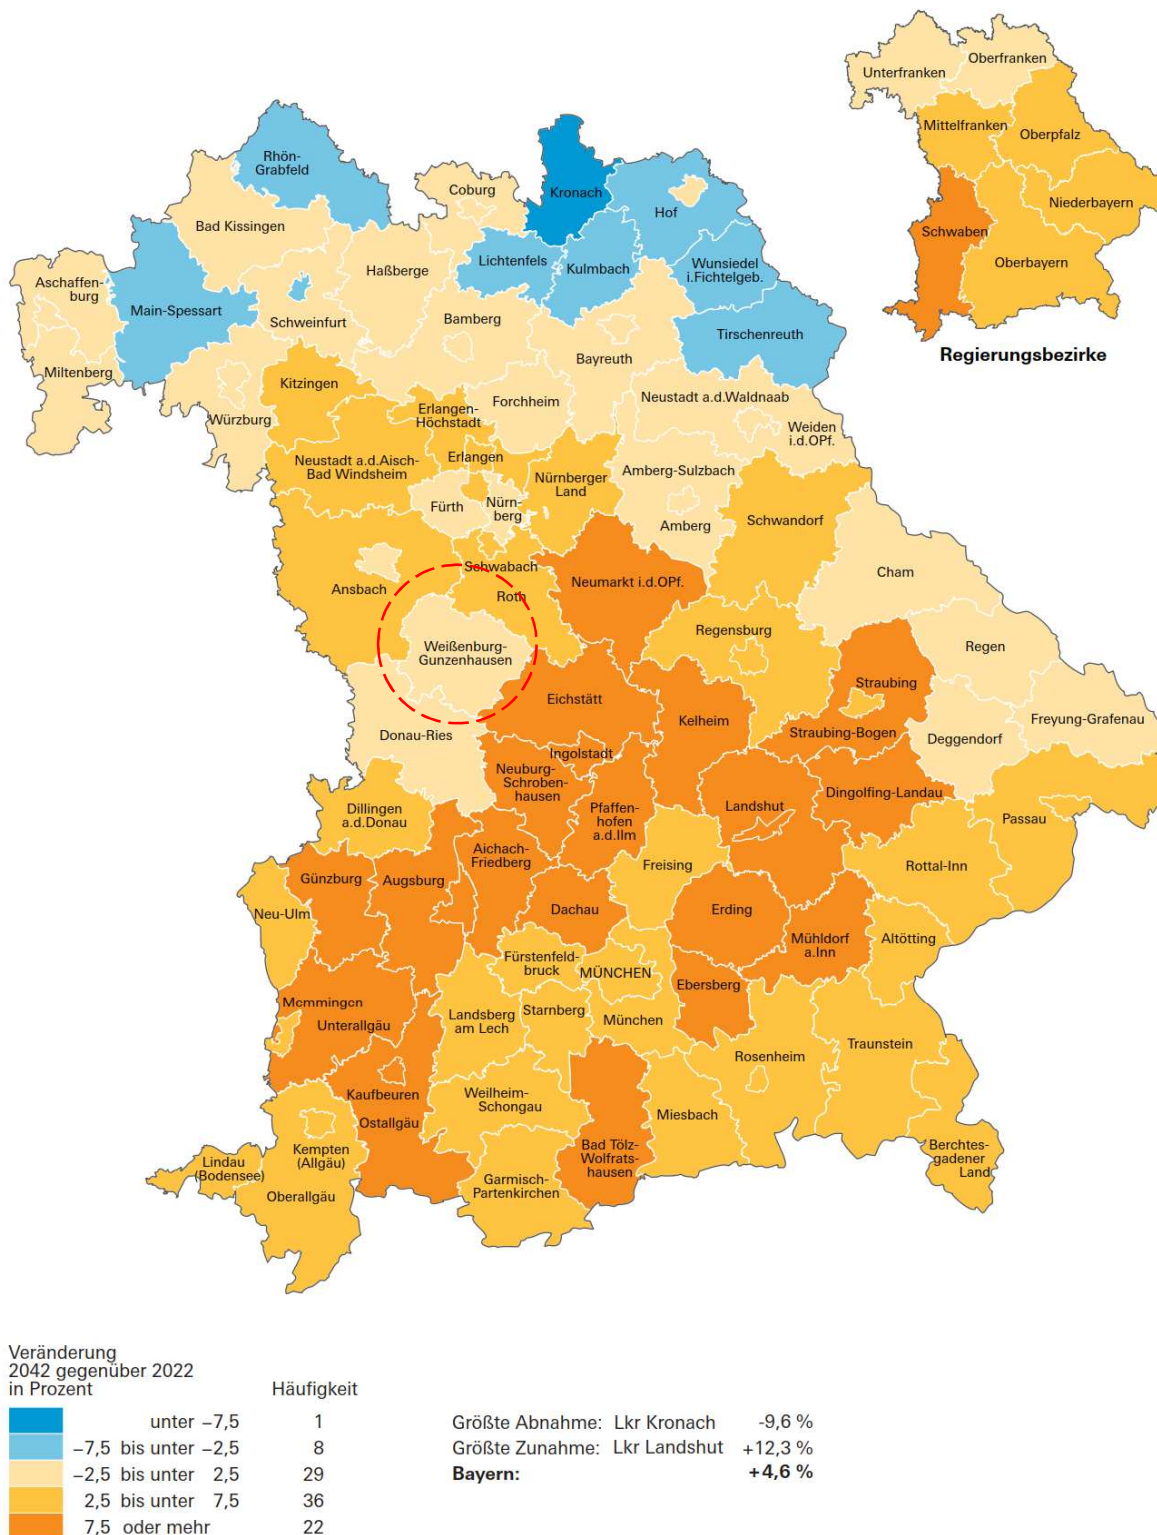 Unterfranken
Oberfranken
Mittelfranken
Oberpfalz
Niederbayern
Schwaben
Oberbayern
Regierungsbezirke
Rhön-
Grabfeld
Coburg
Kronach
Hof
Bad Kissingen
Lichtenfels
Kulmbach
Wunsiedel
i.Fichtelgeb.
Haßberge
Aschaffen-
burg
Main-Spessart
Schweinfurt
Bamberg
Tirschenreuth
Bayreuth
Miltenberg
Kitzingen
Würzburg
Forchheim
Neustadt a.d.Waldnaab
Erlangen-
Höchstadt
Weiden
i.d.OPf.
Neustadt a.d.Aisch-
Bad Windsheim
Erlangen
Nürnberger
Land
Amberg-Sulzbach
Fürth
Nürn-
berg
Amberg
Schwandorf
Schwabach
Neumarkt i.d.OPf.
Cham
Ansbach
Roth
Regensburg
Weißenburg-
Gunzenhausen
Regen
Straubing
Eichstätt
Kelheim
Freyung-Grafenau
Donau-Ries
Straubing-Bogen
Deggendorf
Ingolstadt
Neuburg-
Schroben-
hausen
Dingolfing-Landau
Dillingen
a.d.Donau
Pfaffen-
hofen
a.d.Ilm
Landshut
Passau
Aichach-
Friedberg
Freising
Rottal-Inn
Günzburg
Augsburg
Neu-Ulm
Dachau
Erding
Mühldorf
a.Inn
Altötting
Fürstenfeld-
bruck
MÜNCHEN
Ebersberg
Memmingen
Unterallgäu
Landsberg
am Lech
Starnberg
München
Traunstein
Rosenheim
Kaufbeuren
Ostallgäu
Weilheim-
Schongau
Miesbach
Kempten
(Allgäu)
Bad Tölz-
Wolfrats-
hausen
Berchtes-
gadener
Land
Lindau
(Bodensee)
Oberallgäu
Garmisch-
Partenkirchen
Veränderung
2042 gegenüber 2022
in Prozent Häufigkeit
unter −7,5 1
−7,5 bis unter −2,5 8
−2,5 bis unter 2,5 29
2,5 bis unter 7,5 36
7,5 oder mehr 22
Größte Abnahme: Lkr Kronach -9,6 %
Größte Zunahme: Lkr Landshut +12,3 %
Bayern: +4,6 %